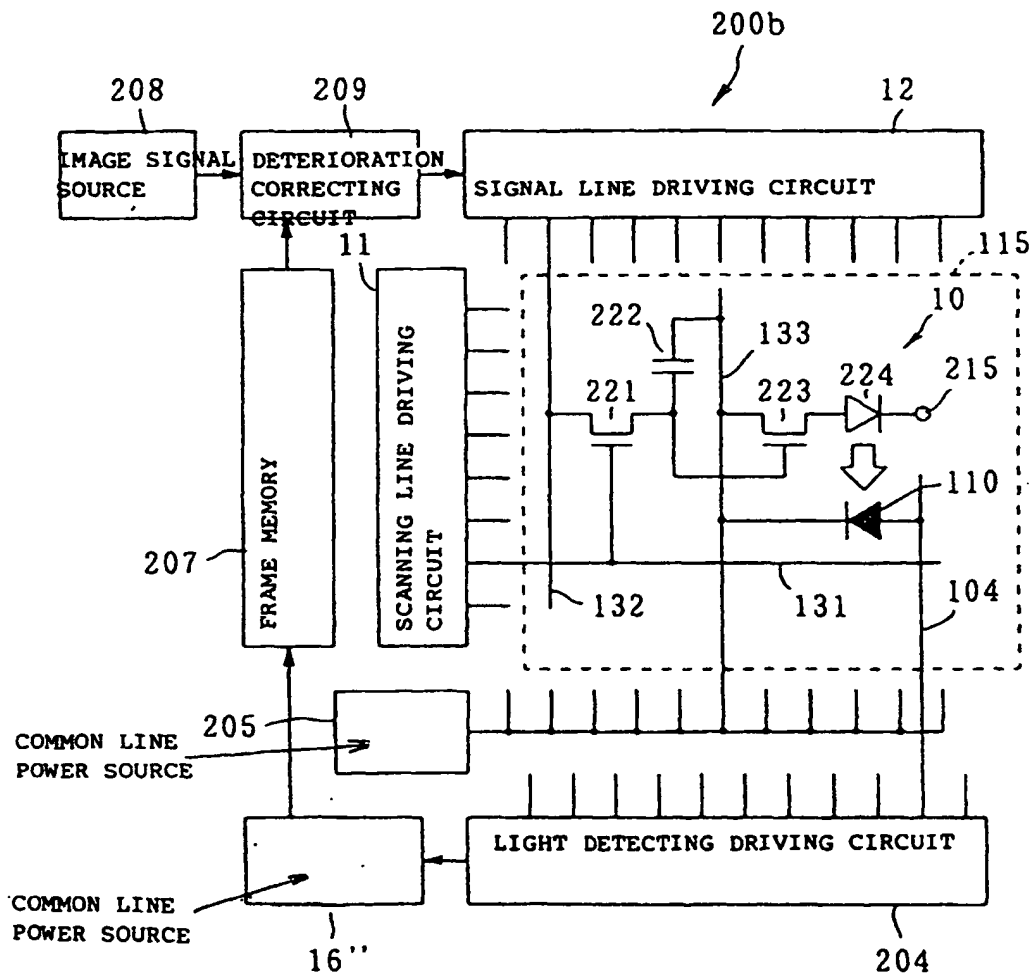 200b
208
209
12
IMAGE SIGNAL
SOURCE
DETERIORATION
CORRECTING
CIRCUIT
SIGNAL LINE DRIVING CIRCUIT
11
115
10
222
133
224
215
221
223
FRAME MEMORY
SCANNING LINE DRIVING
CIRCUIT
110
207
132
131
104
205
COMMON LINE
POWER SOURCE
LIGHT DETECTING DRIVING CIRCUIT
COMMON LINE
POWER SOURCE
16''
204